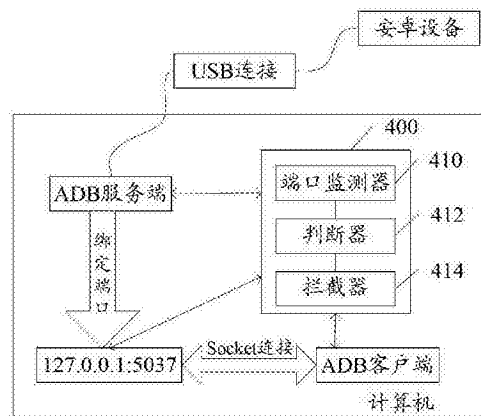 安卓设备
USB连接
400
端口监测器
410
ADB服务端
判断器
412
绑定端口
拦截器
414
Socket连接
127.0.0.1:5037
ADB客户端
计算机